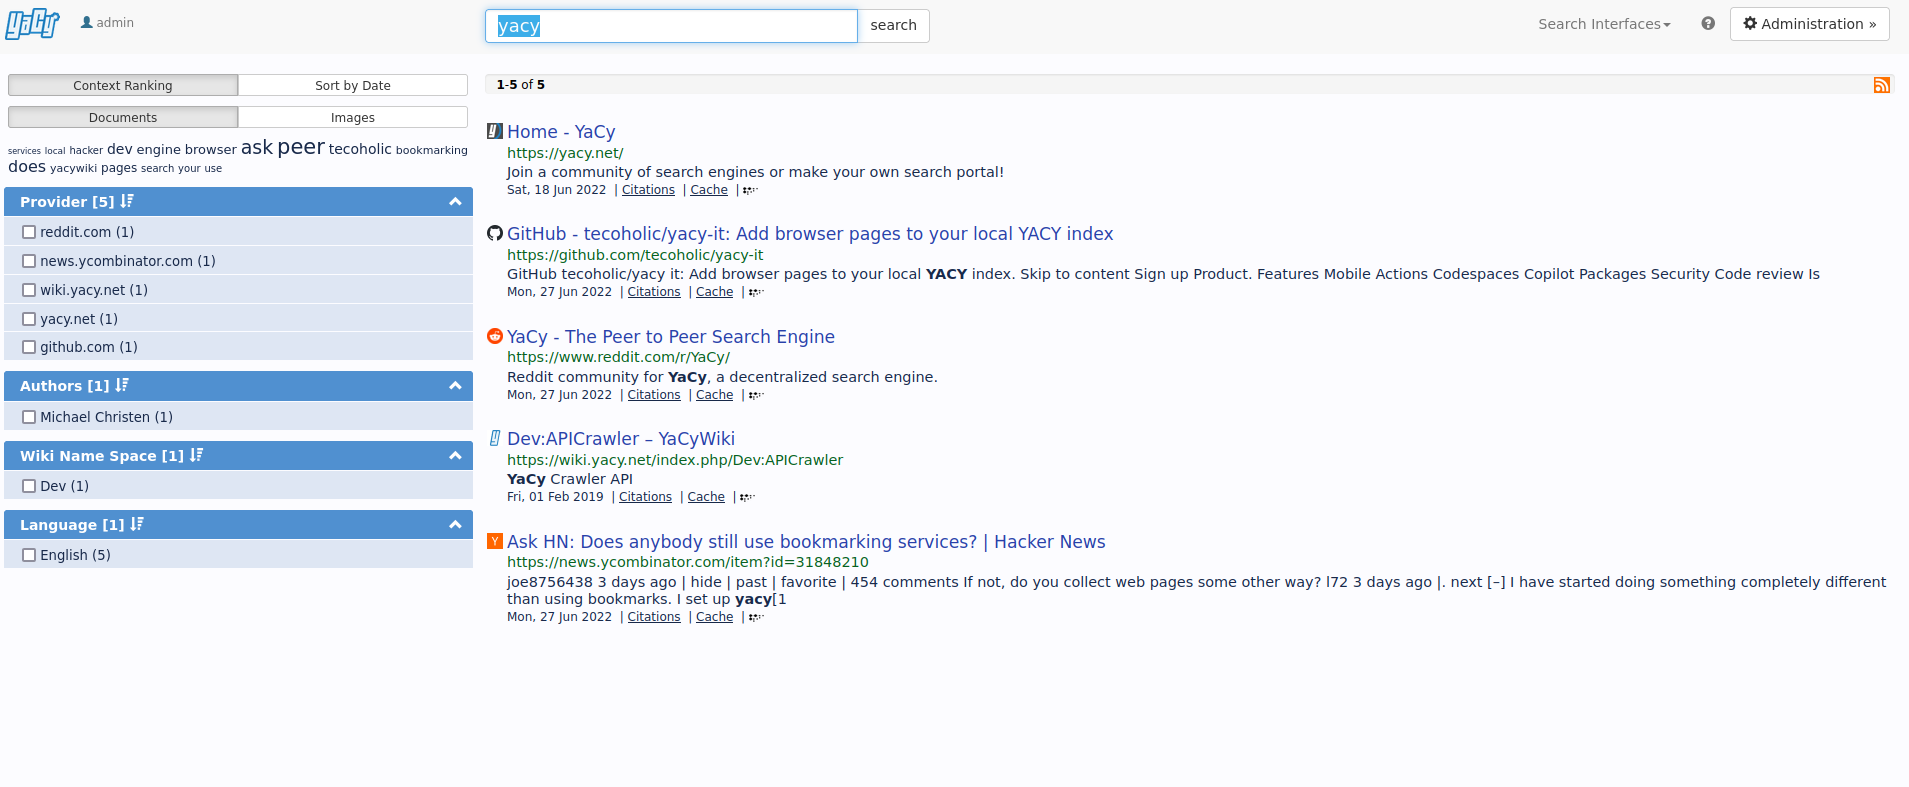 YaCy
admin
yacy
search
Search Interfaces
Administration »
Context Ranking
Sort by Date
Documents
Images
services local hacker dev engine browser ask peer tecoholic bookmarking
does yacywiki pages search your use
Provider [5]
reddit.com (1)
news.ycombinator.com (1)
wiki.yacy.net (1)
yacy.net (1)
github.com (1)
Authors [1]
Michael Christen (1)
Wiki Name Space [1]
Dev (1)
Language [1]
English (5)
1-5 of 5
Home - YaCy
https://yacy.net/
Join a community of search engines or make your own search portal!
Sat, 18 Jun 2022 | Citations | Cache |
GitHub - tecoholic/yacy-it: Add browser pages to your local YACY index
https://github.com/tecoholic/yacy-it
GitHub tecoholic/yacy it: Add browser pages to your local YACY index. Skip to content Sign up Product. Features Mobile Actions Codespaces Copilot Packages Security Code review Is
Mon, 27 Jun 2022 | Citations | Cache |
YaCy - The Peer to Peer Search Engine
https://www.reddit.com/r/YaCy/
Reddit community for YaCy, a decentralized search engine.
Mon, 27 Jun 2022 | Citations | Cache |
Dev:APICrawler – YaCyWiki
https://wiki.yacy.net/index.php/Dev:APICrawler
YaCy Crawler API
Fri, 01 Feb 2019 | Citations | Cache |
Y Ask HN: Does anybody still use bookmarking services? | Hacker News
https://news.ycombinator.com/item?id=31848210
joe8756438 3 days ago | hide | past | favorite | 454 comments If not, do you collect web pages some other way? l72 3 days ago |. next [–] I have started doing something completely different
than using bookmarks. I set up yacy[1
Mon, 27 Jun 2022 | Citations | Cache |